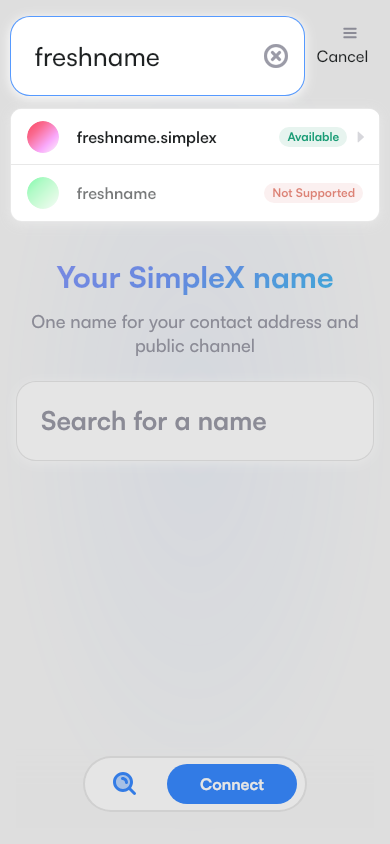 freshname
Cancel
freshname.simplex
Available
freshname
Not Supported
Your SimpleX name
One name for your contact address and
public channel
Search for a name
Connect